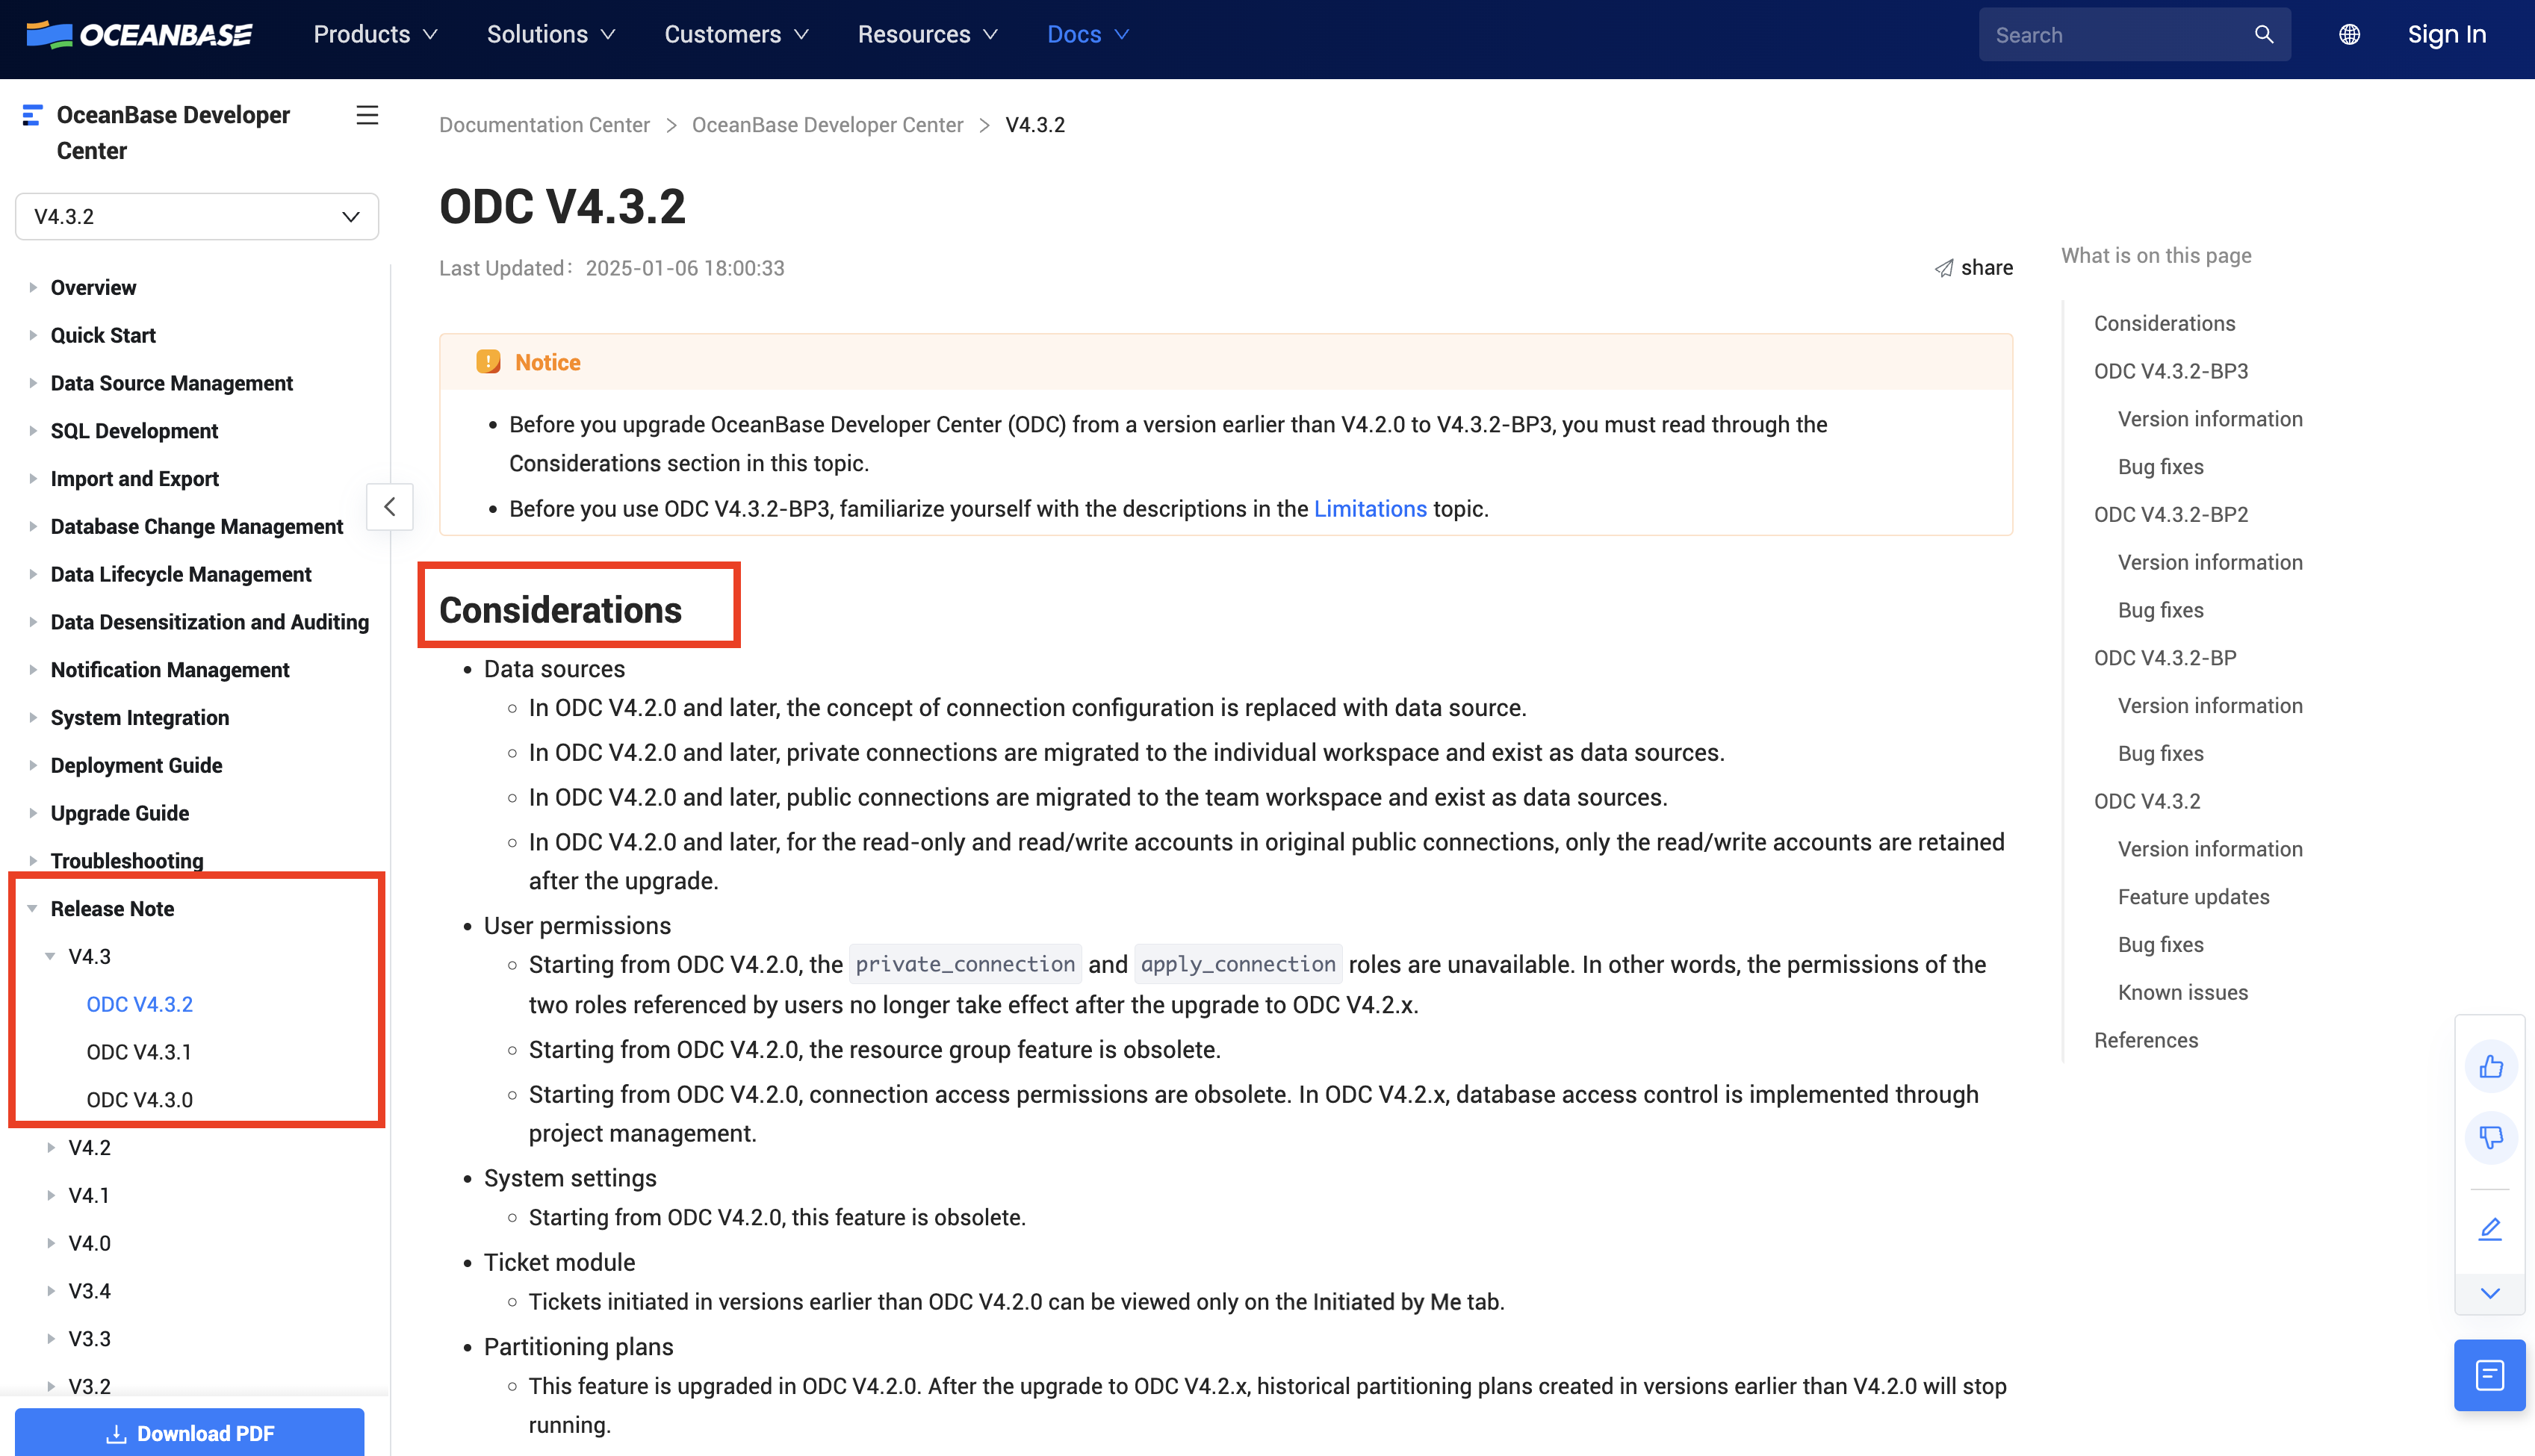 OCEANBASE
Products
Solutions
Customers
Resources
Docs
Search
Sign In
OceanBase Developer
Center
V4.3.2
Overview
Quick Start
Data Source Management
SQL Development
Import and Export
Database Change Management
Data Lifecycle Management
Data Desensitization and Auditing
Notification Management
System Integration
Deployment Guide
Upgrade Guide
Troubleshooting
Release Note
V4.3
ODC V4.3.2
ODC V4.3.1
ODC V4.3.0
V4.2
V4.1
V4.0
V3.4
V3.3
V3.2
Download PDF
Documentation Center > OceanBase Developer Center > V4.3.2
ODC V4.3.2
Last Updated: 2025-01-06 18:00:33
share
Notice
• Before you upgrade OceanBase Developer Center (ODC) from a version earlier than V4.2.0 to V4.3.2-BP3, you must read through the
Considerations section in this topic.
• Before you use ODC V4.3.2-BP3, familiarize yourself with the descriptions in the Limitations topic.
Considerations
• Data sources
◦ In ODC V4.2.0 and later, the concept of connection configuration is replaced with data source.
◦ In ODC V4.2.0 and later, private connections are migrated to the individual workspace and exist as data sources.
◦ In ODC V4.2.0 and later, public connections are migrated to the team workspace and exist as data sources.
◦ In ODC V4.2.0 and later, for the read-only and read/write accounts in original public connections, only the read/write accounts are retained
after the upgrade.
• User permissions
◦ Starting from ODC V4.2.0, the private_connection and apply_connection roles are unavailable. In other words, the permissions of the
two roles referenced by users no longer take effect after the upgrade to ODC V4.2.x.
◦ Starting from ODC V4.2.0, the resource group feature is obsolete.
◦ Starting from ODC V4.2.0, connection access permissions are obsolete. In ODC V4.2.x, database access control is implemented through
project management.
• System settings
◦ Starting from ODC V4.2.0, this feature is obsolete.
• Ticket module
◦ Tickets initiated in versions earlier than ODC V4.2.0 can be viewed only on the Initiated by Me tab.
• Partitioning plans
◦ This feature is upgraded in ODC V4.2.0. After the upgrade to ODC V4.2.x, historical partitioning plans created in versions earlier than V4.2.0 will stop
running.
What is on this page
Considerations
ODC V4.3.2-BP3
Version information
Bug fixes
ODC V4.3.2-BP2
Version information
Bug fixes
ODC V4.3.2-BP
Version information
Bug fixes
ODC V4.3.2
Version information
Feature updates
Bug fixes
Known issues
References